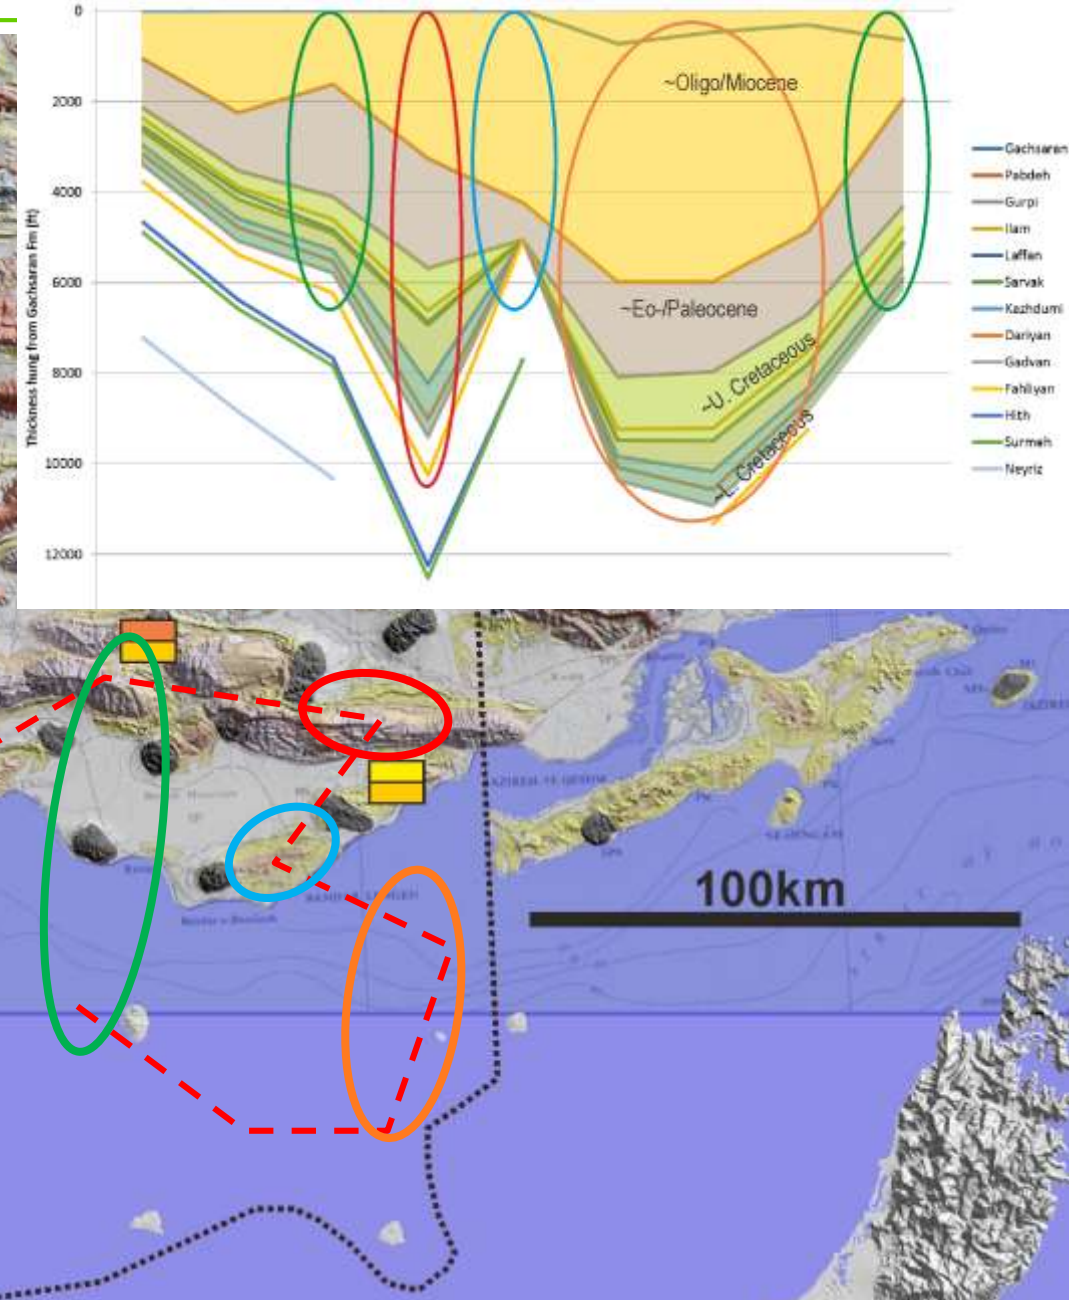 0
2000
4000
6000
8000
10000
12000
Thickness hung from Gachsaran Fm (ft)
~Oligo/Miocene
~Eo-/Paleocene
~U. Cretaceous
~L. Cretaceous
Gachsaran
Pabdeh
Gurpi
Ilam
Laffan
Sarvak
Kazhdumi
Dariyan
Gadvan
Fahliyan
Hith
Surmeh
Neyriz
100km